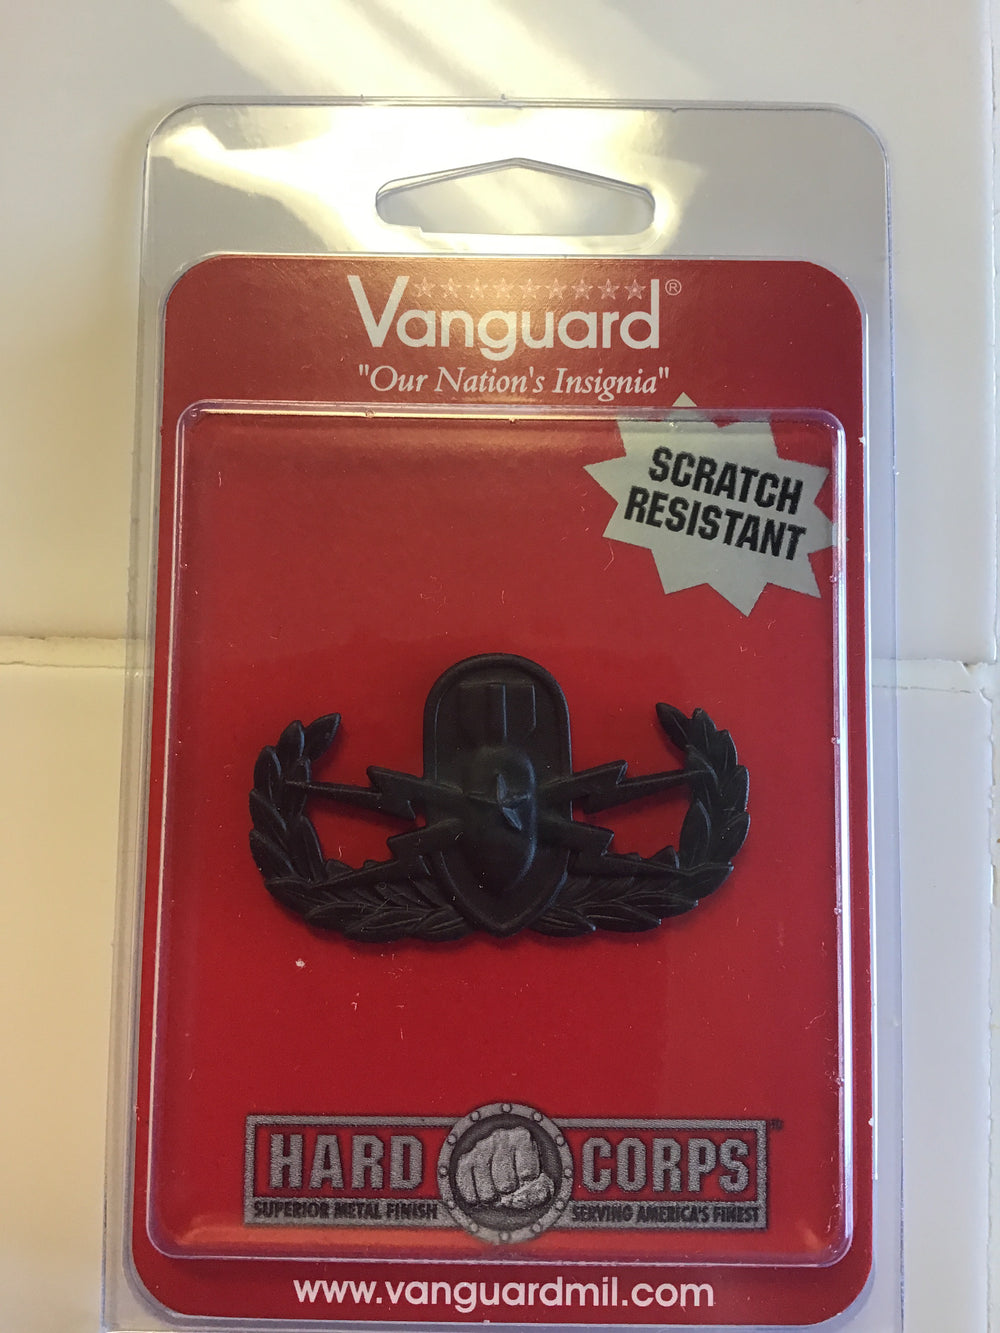 Vanguard®
"Our Nation's Insignia"
SCRATCH
RESISTANT
HARD CORPS
SUPERIOR METAL FINISH SERVING AMERICA'S FINEST
www.vanguardmil.com